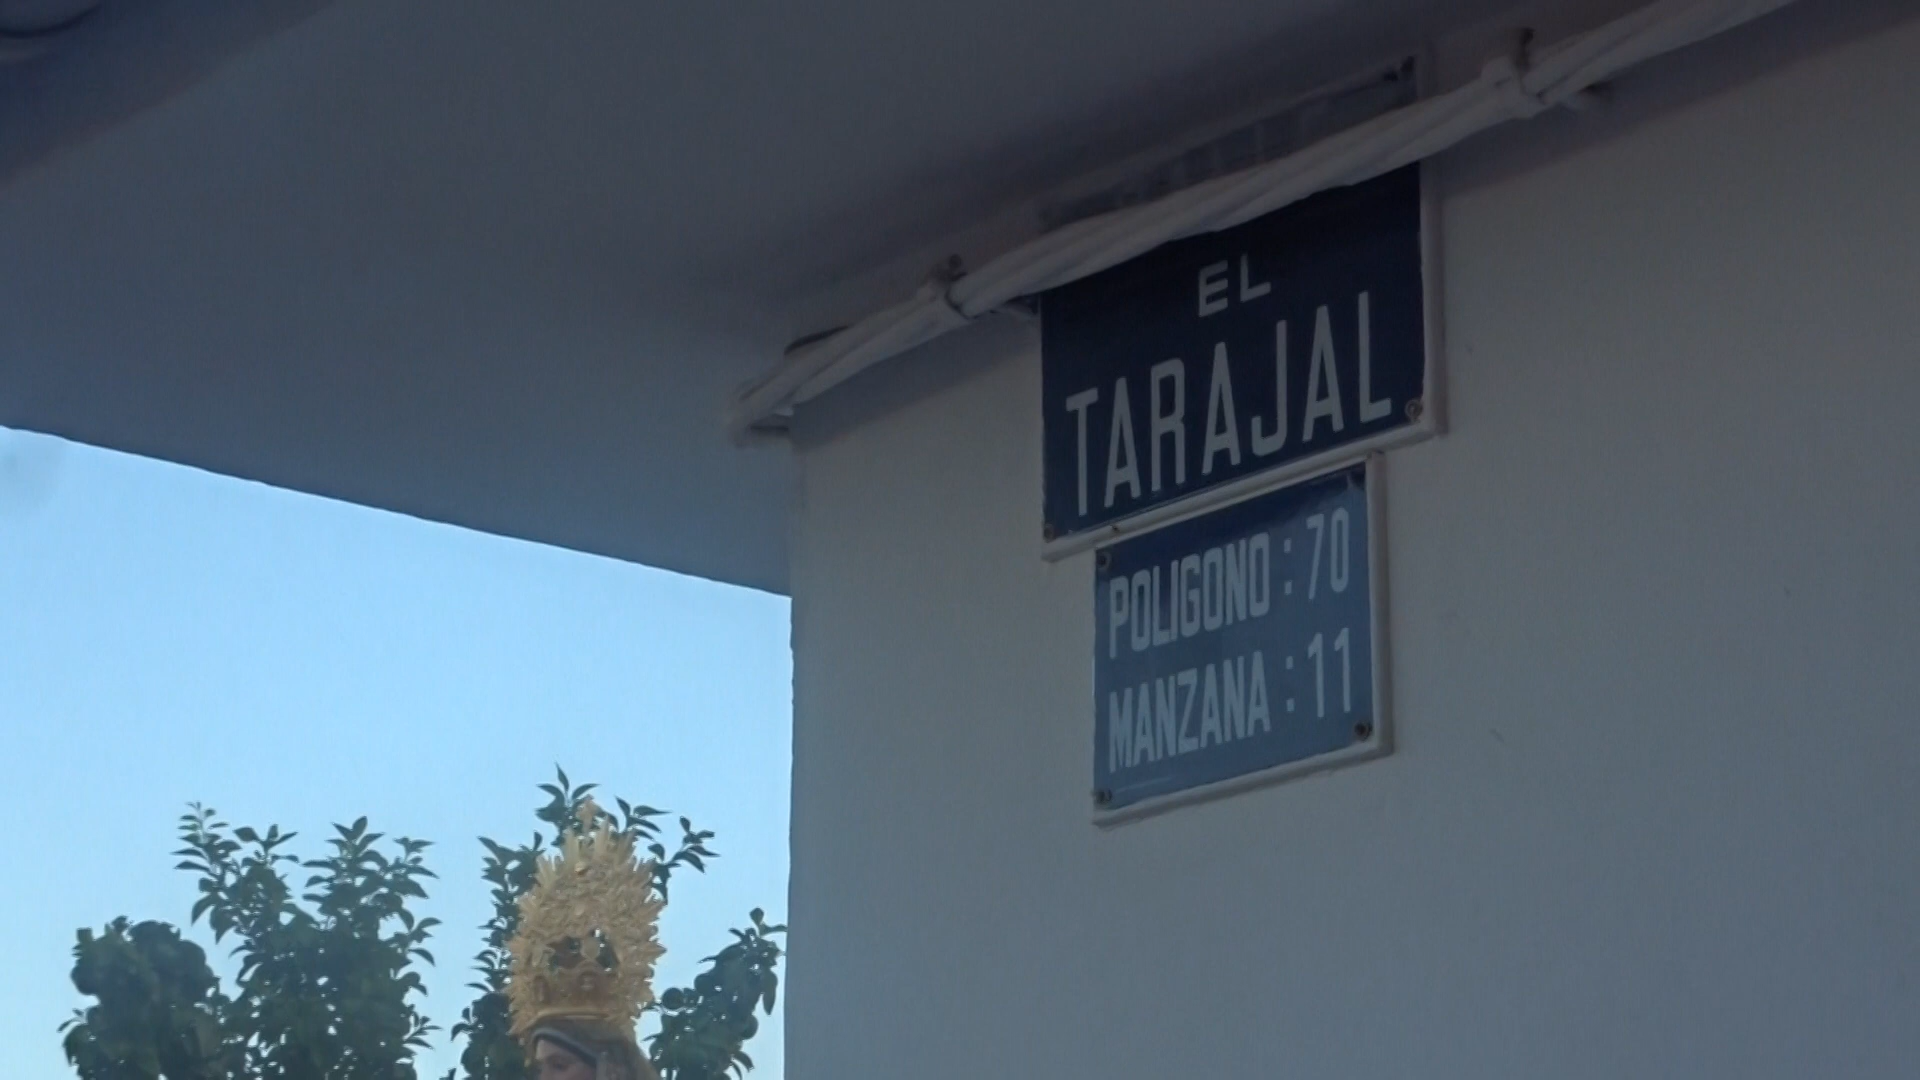 EL
TARAJAL
POLIGONO : 70
MANZANA : 11